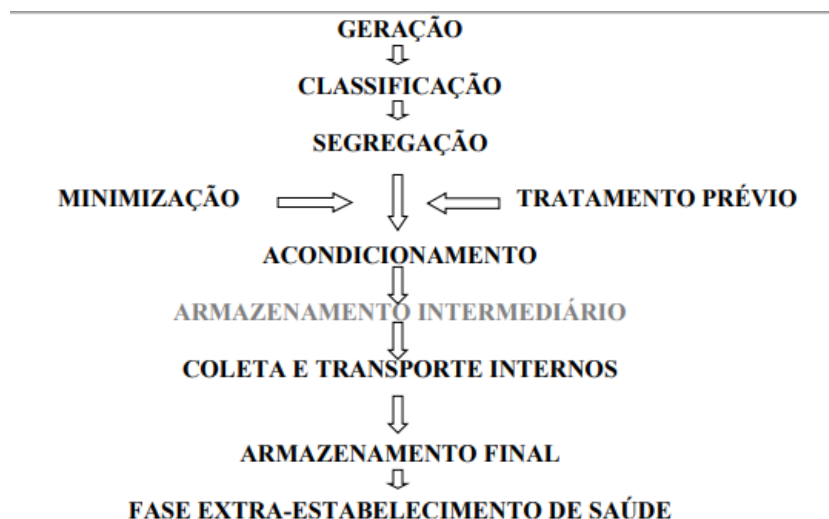 GERAÇÃO
CLASSIFICAÇÃO
SEGREGAÇÃO
MINIMIZAÇÃO TRATAMENTO PRÉVIO
ACONDICIONAMENTO
ARMAZENAMENTO INTERMEDIÁRIO
COLETA E TRANSPORTE INTERNOS
ARMAZENAMENTO FINAL
FASE EXTRA-ESTABELECIMENTO DE SAÚDE